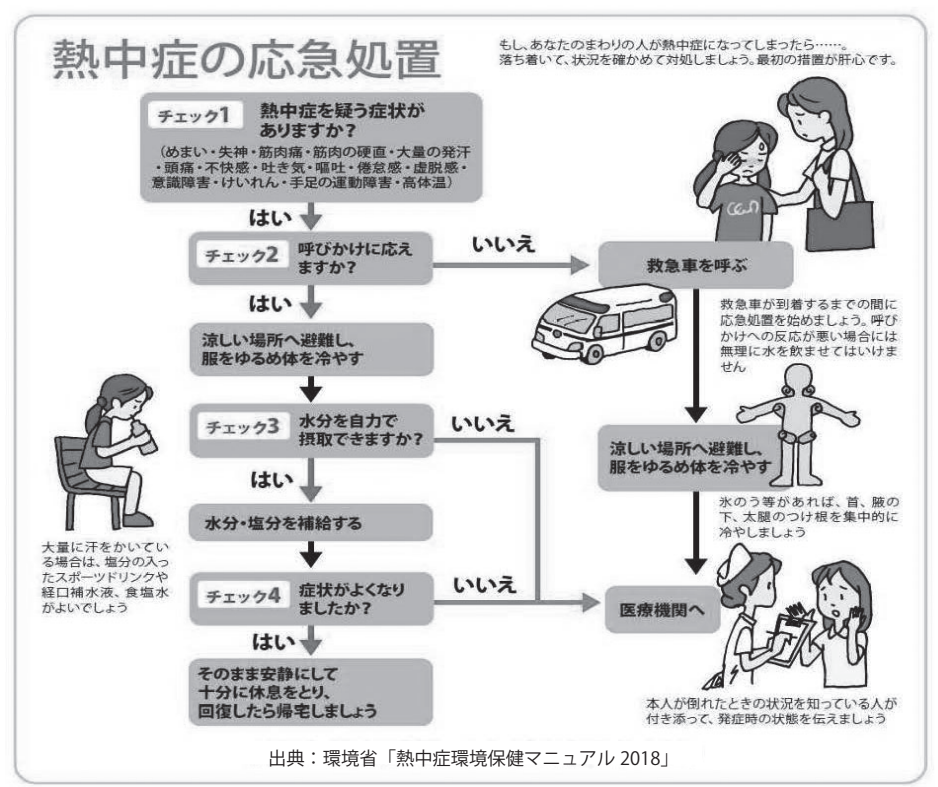 熱中症の応急処置
もし、あなたのまわりの人が熱中症になってしまったら……。
落ち着いて、状況を確かめて対処しましょう。最初の措置が肝心です。
チェック1
熱中症を疑う症状が
ありますか?
（めまい・失神・筋肉痛・筋肉の硬直・大量の発汗
・頭痛・不快感・吐き気・嘔吐・倦怠感・虚脱感・
意識障害・けいれん・手足の運動障害・高体温）
はい
チェック2
呼びかけに応え
ますか?
いいえ
救急車を呼ぶ
はい
涼しい場所へ避難し、
服をゆるめ体を冷やす
救急車が到着するまでの間に
応急処置を始めましょう。呼び
かけへの反応が悪い場合には
無理に水を飲ませてはいけま
せん
チェック3
水分を自力で
摂取できますか?
いいえ
涼しい場所へ避難し、
服をゆるめ体を冷やす
はい
氷のう等があれば、首、腋の
下、太腿のつけ根を集中的に
冷やしましょう
水分・塩分を補給する
大量に汗をかいてい
る場合は、塩分の入っ
たスポーツドリンクや
経口補水液、食塩水
がよいでしょう
チェック4
症状がよくなり
ましたか?
いいえ
医療機関へ
はい
そのまま安静にして
十分に休息をとり、
回復したら帰宅しましょう
本人が倒れたときの状況を知っている人が
付き添って、発症時の状態を伝えましょう
出典：環境省「熱中症環境保健マニュアル 2018」